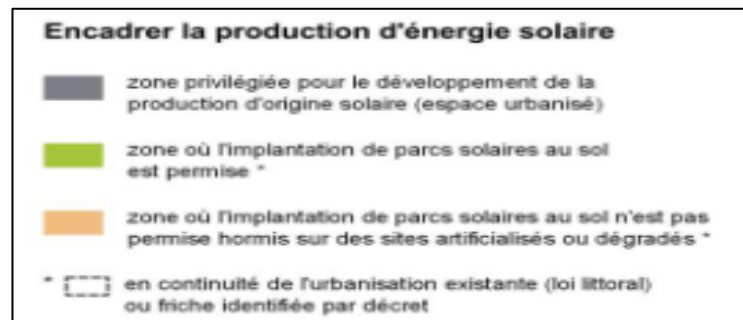 Encadrer la production d'énergie solaire
zone privilégiée pour le développement de la
production d'origine solaire (espace urbanisé)
zone où l'implantation de parcs solaires au sol
est permise *
zone où l'implantation de parcs solaires au sol n'est pas
permise hormis sur des sites artificialisés ou dégradés *
* en continuité de l'urbanisation existante (loi littoral)
ou friche identifiée par décret